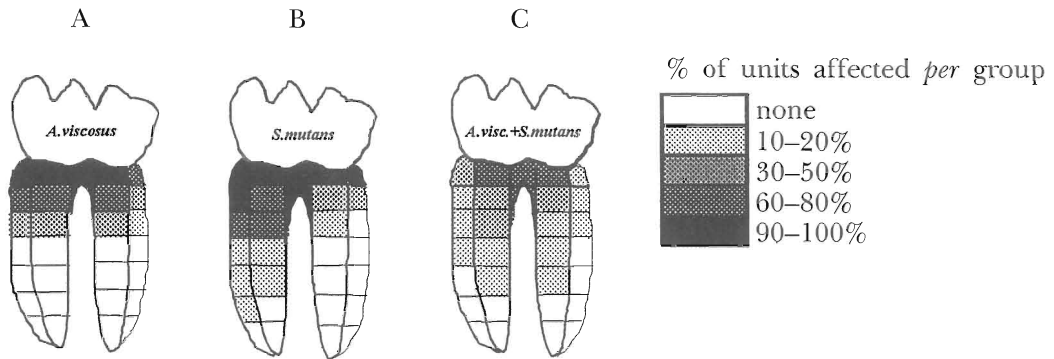 A B C
% of units affected per group
A.viscosus S.mutans A.visc.+S.mutans
none
10–20%
30–50%
60–80%
90–100%